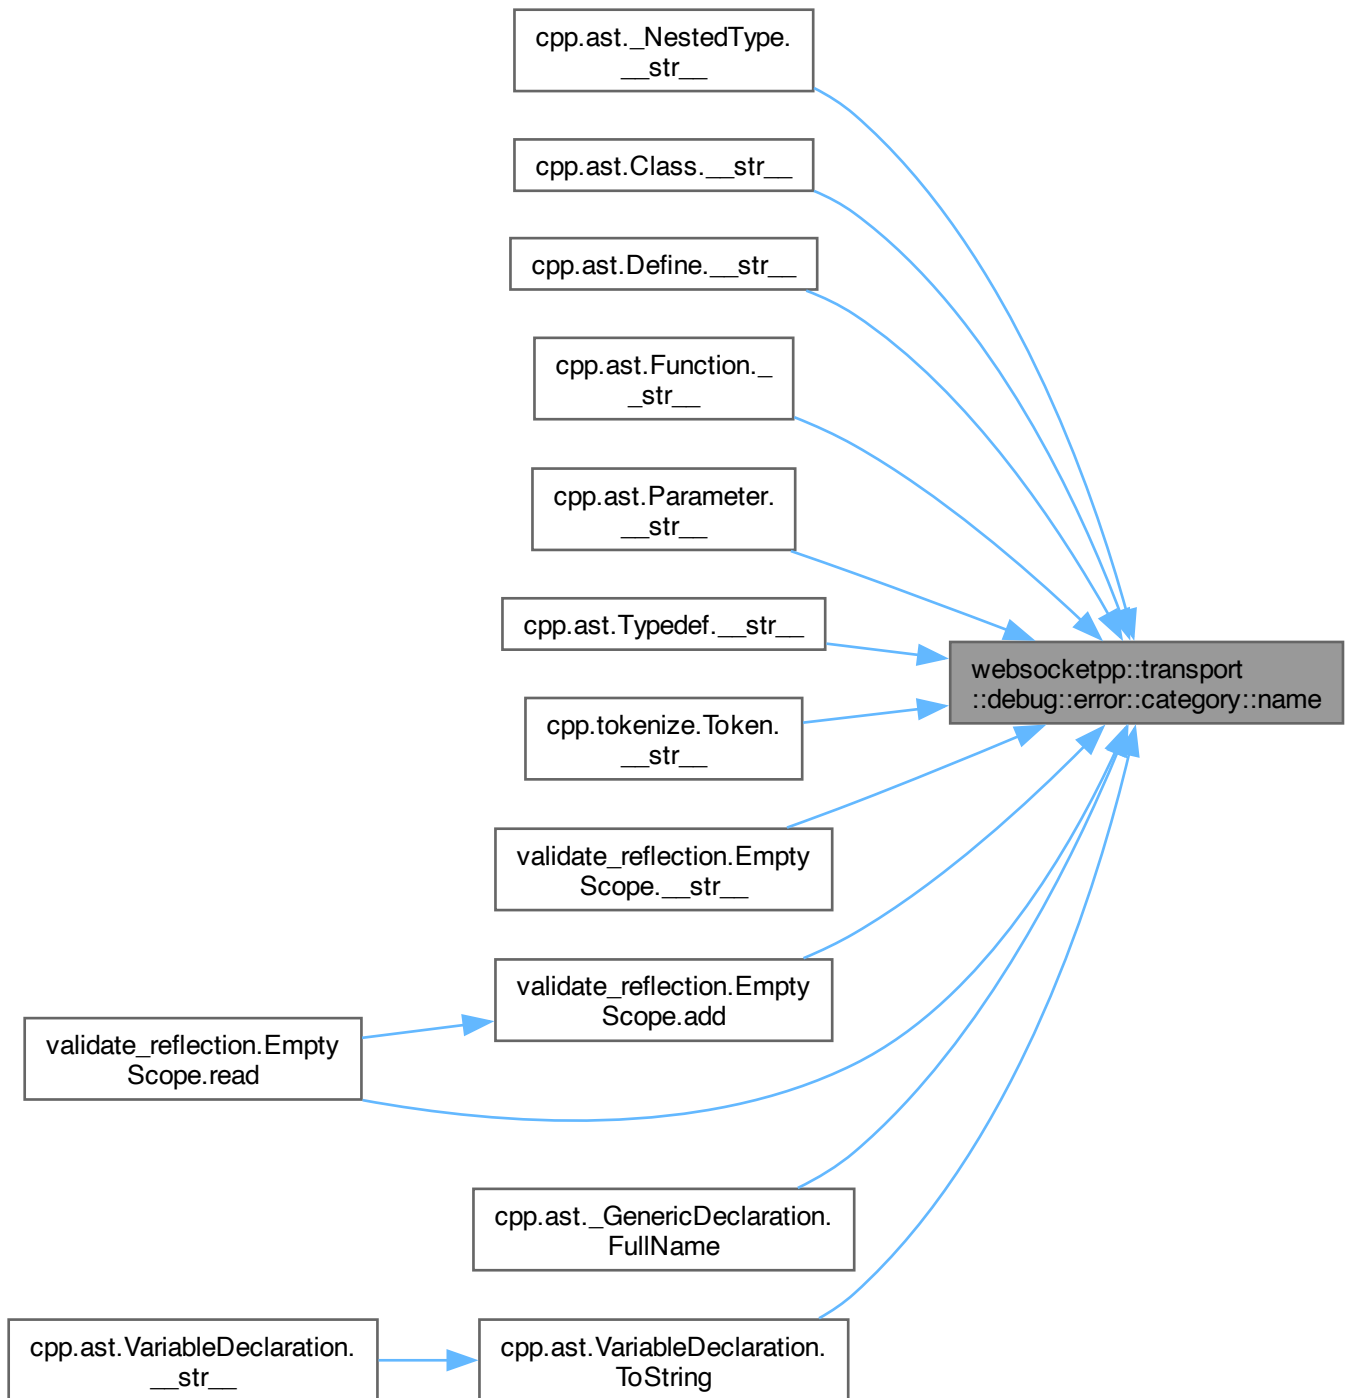 cpp.ast._NestedType.
__str__
cpp.ast.Class.__str__
cpp.ast.Define.__str__
cpp.ast.Function._
_str__
cpp.ast.Parameter.
__str__
cpp.ast.Typedef.__str__
websocketpp::transport
::debug::error::category::name
cpp.tokenize.Token.
__str__
validate_reflection.Empty
Scope.__str__
validate_reflection.Empty
Scope.add
validate_reflection.Empty
Scope.read
cpp.ast._GenericDeclaration.
FullName
cpp.ast.VariableDeclaration.
__str__
cpp.ast.VariableDeclaration.
ToString